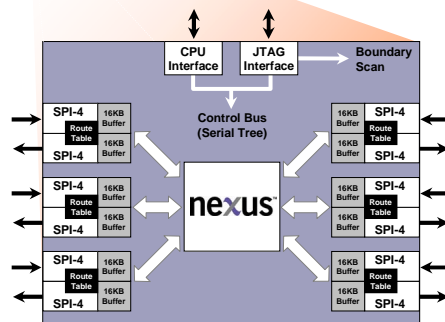 CPU
Interface
JTAG
Interface
Boundary
Scan
Control Bus
(Serial Tree)
SPI-4
16KB
Buffer
Route
Table
SPI-4
16KB
Buffer
SPI-4
16KB
Buffer
Route
Table
SPI-4
16KB
Buffer
SPI-4
16KB
Buffer
Route
Table
SPI-4
16KB
Buffer
nexus™
16KB
Buffer
SPI-4
Route
Table
16KB
Buffer
SPI-4
16KB
Buffer
SPI-4
Route
Table
16KB
Buffer
SPI-4
16KB
Buffer
SPI-4
Route
Table
16KB
Buffer
SPI-4